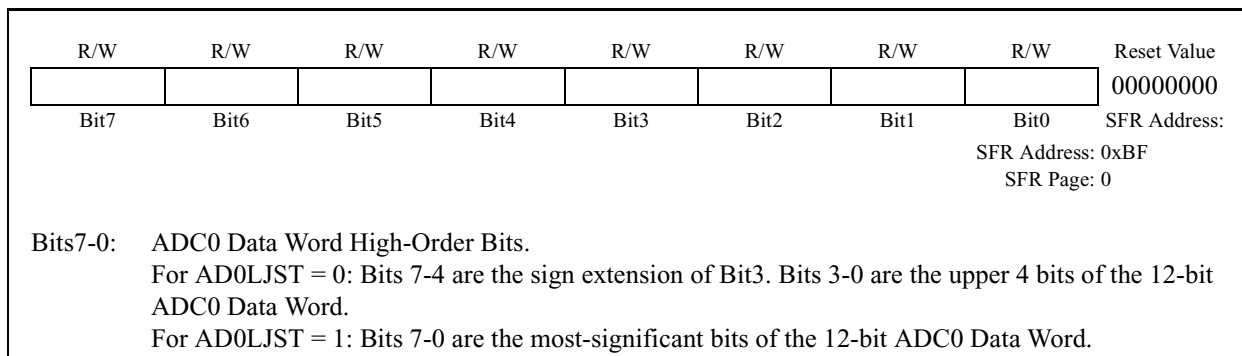 R/W R/W R/W R/W R/W R/W R/W R/W Reset Value
00000000
Bit7 Bit6 Bit5 Bit4 Bit3 Bit2 Bit1 Bit0 SFR Address:
SFR Address: 0xBF
SFR Page: 0
Bits7-0: ADC0 Data Word High-Order Bits.
For AD0LJST = 0: Bits 7-4 are the sign extension of Bit3. Bits 3-0 are the upper 4 bits of the 12-bit
ADC0 Data Word.
For AD0LJST = 1: Bits 7-0 are the most-significant bits of the 12-bit ADC0 Data Word.